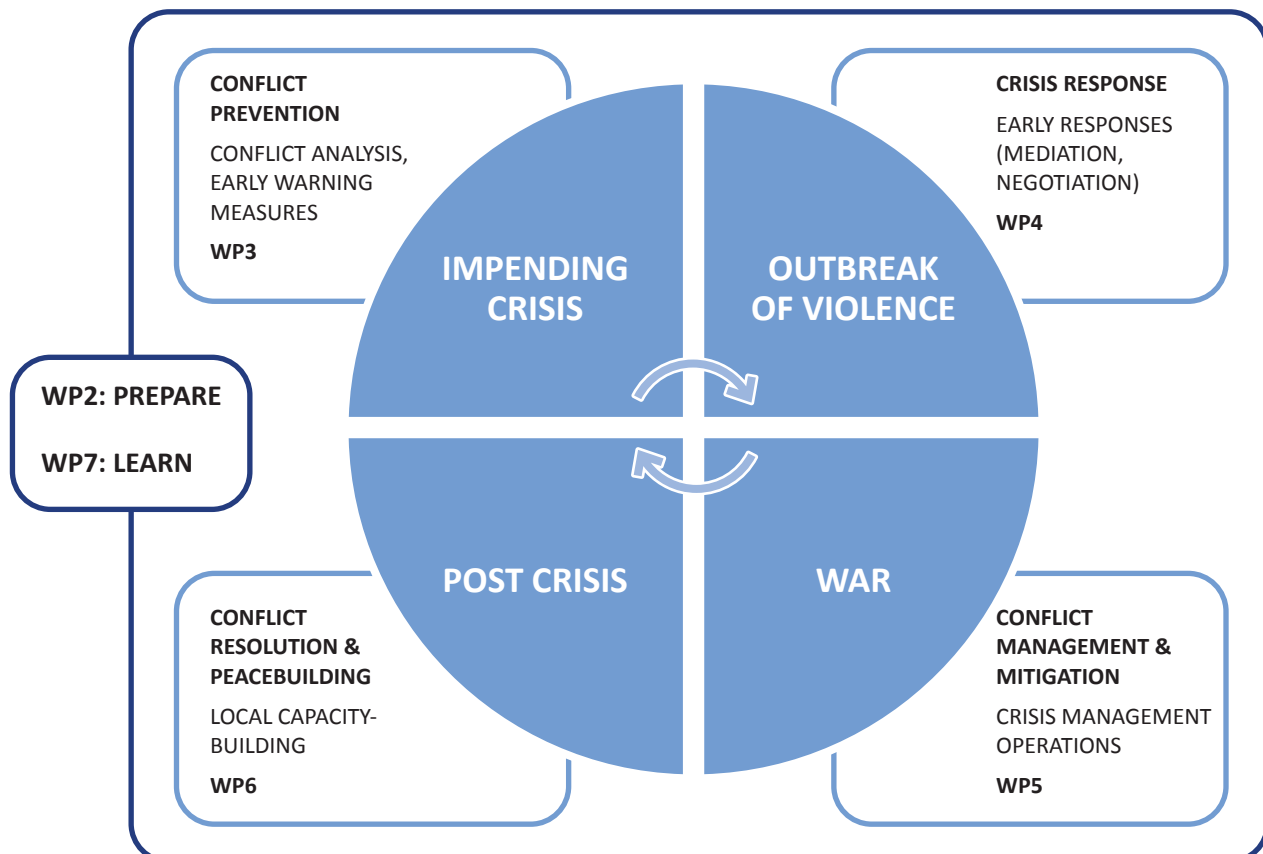 CONFLICT
PREVENTION
CONFLICT ANALYSIS,
EARLY WARNING
MEASURES
WP3
CRISIS RESPONSE
EARLY RESPONSES
(MEDIATION,
NEGOTIATION)
WP4
IMPENDING
CRISIS
OUTBREAK
OF VIOLENCE
WP2: PREPARE
WP7: LEARN
POST CRISIS
WAR
CONFLICT
RESOLUTION &
PEACEBUILDING
LOCAL CAPACITY-
BUILDING
WP6
CONFLICT
MANAGEMENT &
MITIGATION
CRISIS MANAGEMENT
OPERATIONS
WP5